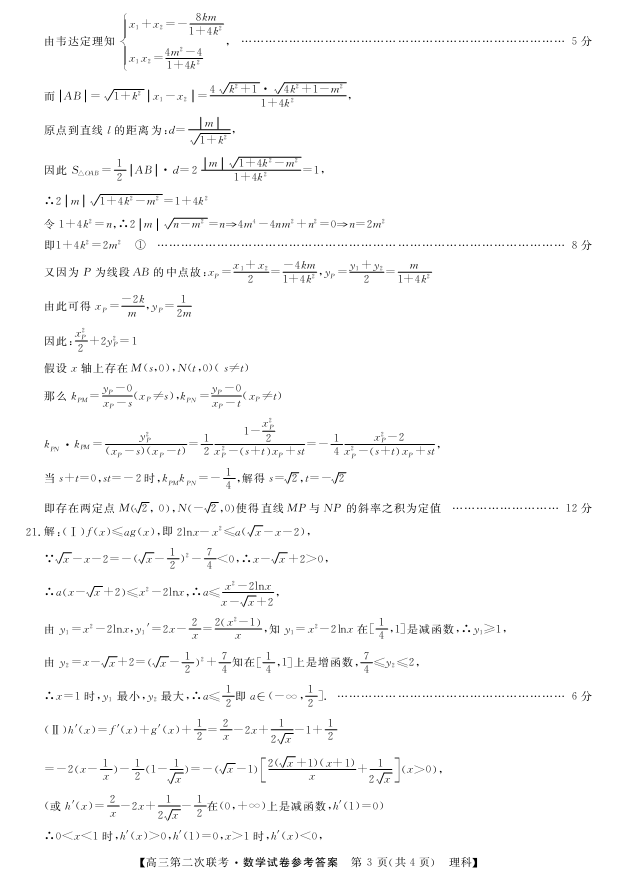 由韦达定理知 { x₁+x₂=-8km/(1+4k²) , x₁x₂=(4m²-4)/(1+4k²) , …… 5 分
而|AB|=√(1+k²)|x₁-x₂|=4√(k²+1)·√(4k²+1-m²)/(1+4k²),
原点到直线 l 的距离为:d=|m|/√(1+k²),
因此 S△OAB=1/2|AB|·d=2 |m|√(1+4k²-m²)/(1+4k²)=1,
∴2|m|√(1+4k²-m²)=1+4k²
令 1+4k²=n,∴2|m|√(n-m²)=n⇒4m⁴-4nm²+n²=0⇒n=2m²
即1+4k²=2m² ① …… 8 分
又因为 P 为线段 AB 的中点故:x_P=(x₁+x₂)/2=-4km/(1+4k²),y_P=(y₁+y₂)/2=m/(1+4k²)
由此可得 x_P=-2k/m,y_P=1/2m
因此:x_P²/2+2y_P²=1
假设 x 轴上存在 M(s,0),N(t,0)( s≠t)
那么 k_PM=(y_P-0)/(x_P-s)(x_P≠s),k_PN=(y_P-0)/(x_P-t)(x_P≠t)
k_PN·k_PM=y_P²/((x_P-s)(x_P-t))=1/2 (1-x_P²/2)/(x_P²-(s+t)x_P+st)=-1/4 (x_P²-2)/(x_P²-(s+t)x_P+st),
当 s+t=0,st=-2 时,k_PM k_PN=-1/4,解得 s=√2,t=-√2
即存在两定点 M(√2, 0),N(-√2,0)使得直线 MP 与 NP 的斜率之积为定值 …… 12 分
21.解:(Ⅰ)f(x)≤ag(x),即 2lnx-x²≤a(√x-x-2),
∵√x-x-2=-(√x-1/2)²-7/4<0,∴x-√x+2>0,
∴a(x-√x+2)≤x²-2lnx,∴a≤(x²-2lnx)/(x-√x+2),
由 y₁=x²-2lnx,y₁′=2x-2/x=2(x²-1)/x,知 y₁=x²-2lnx 在[1/4,1]是减函数,∴y₁≥1,
由 y₂=x-√x+2=(√x-1/2)²+7/4知在[1/4,1]上是增函数,7/4≤y₂≤2,
∴x=1 时,y₁ 最小,y₂ 最大,∴a≤1/2即 a∈(-∞,1/2]. …… 6 分
(Ⅱ)h′(x)=f′(x)+g′(x)+1/2=2/x-2x+1/(2√x)-1+1/2
=-2(x-1/x)-1/2(1-1/√x)=-(√x-1)[2(√x+1)(x+1)/x+1/(2√x)](x>0),
(或 h′(x)=2/x-2x+1/(2√x)-1/2在(0,+∞)上是减函数,h′(1)=0)
∴0<x<1 时,h′(x)>0,h′(1)=0,x>1 时,h′(x)<0,
【高三第二次联考·数学试卷参考答案 第 3 页(共 4 页) 理科】